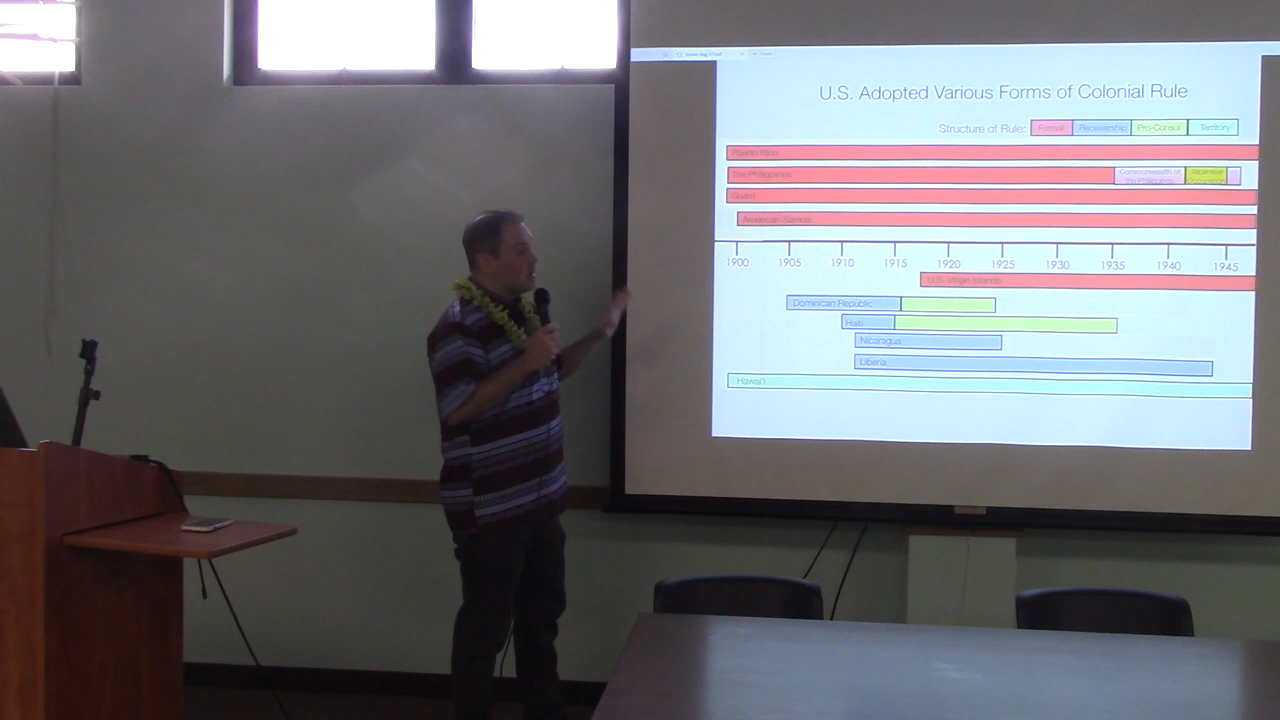 U.S. Adopted Various Forms of Colonial Rule
Structure of Rule: Formal Receivership Pro-Consul Territory
Puerto Rico
The Philippines Commonwealth of the Philippines Japanese Occupation
Guam
American Samoa
1900 1905 1910 1915 1920 1925 1930 1935 1940 1945
U.S. Virgin Islands
Dominican Republic
Haiti
Nicaragua
Liberia
Hawai'i